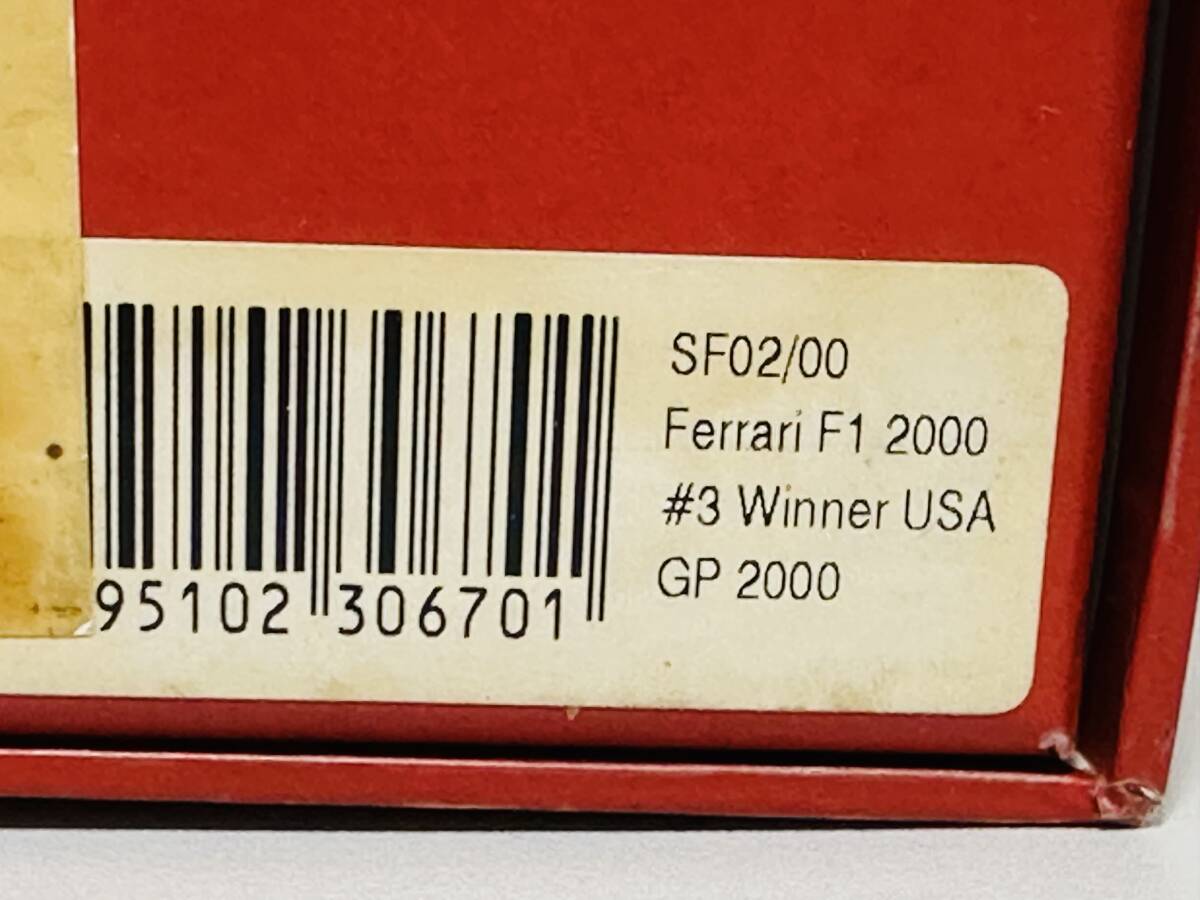 SF02/00
Ferrari F1 2000
#3 Winner USA
GP 2000
95102 306701